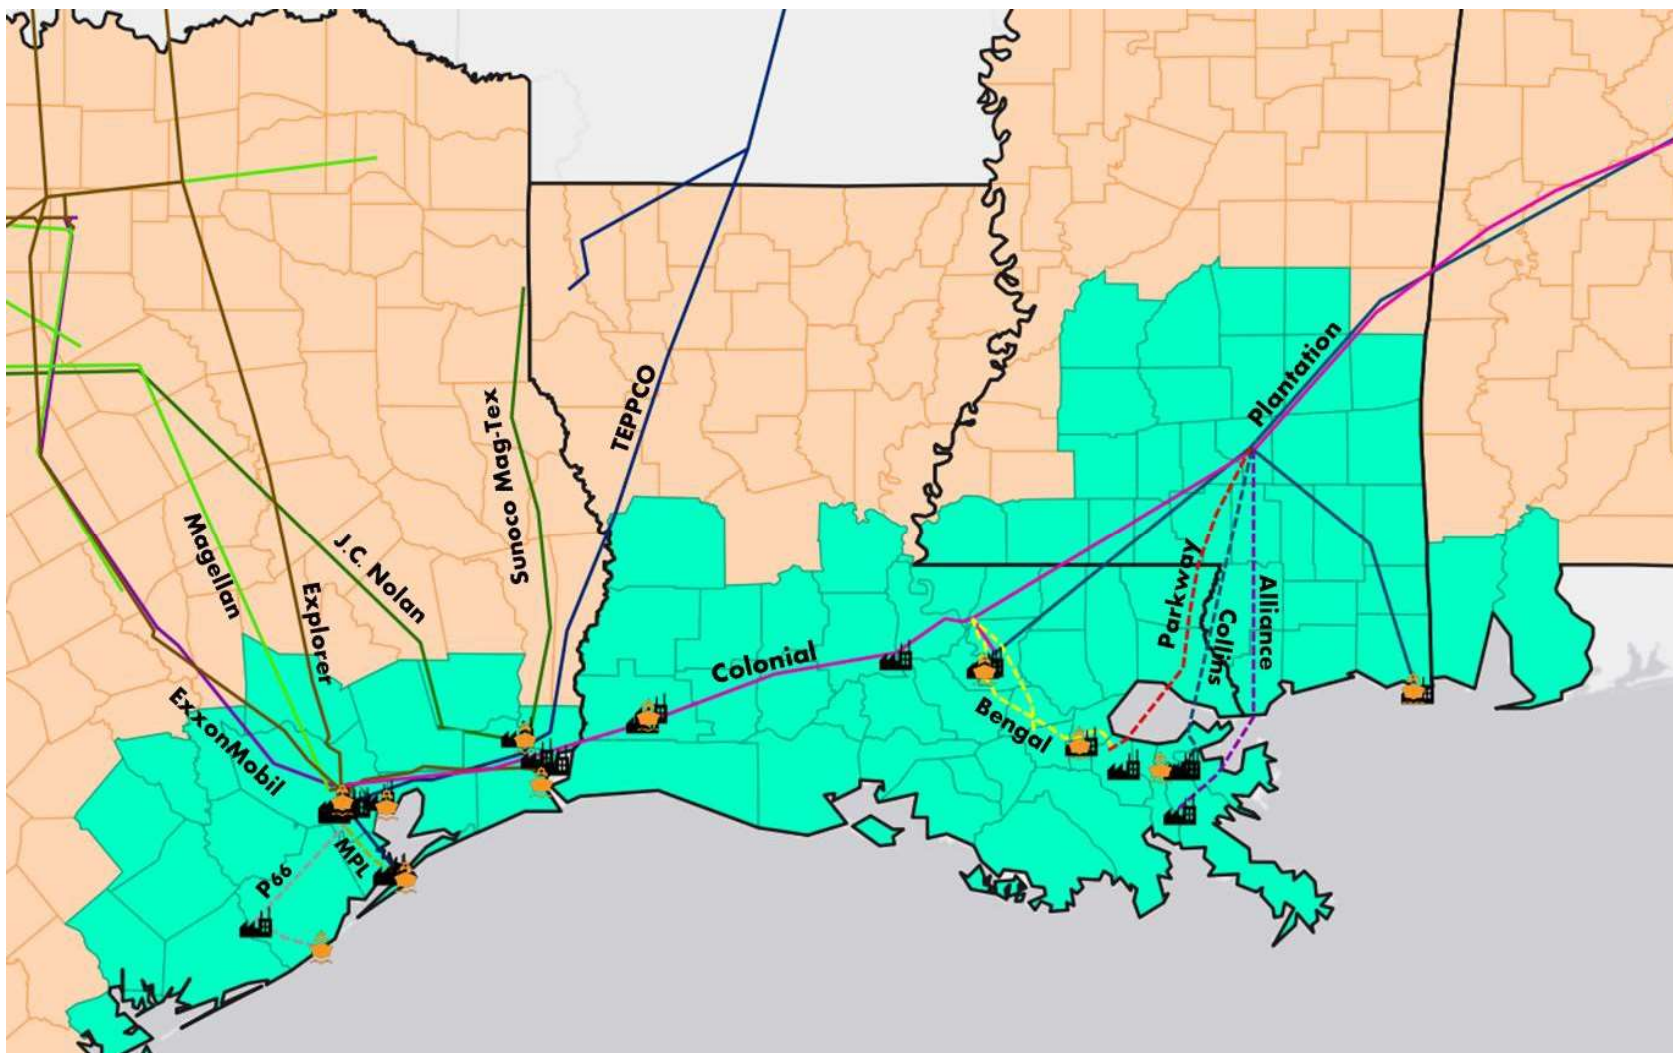 Plantation
TEPPCO
Sunoco Mag-Tex
Magellan
J.C. Nolan
Explorer
Parkway
Collins
Alliance
Colonial
ExxonMobil
Bengal
MPL
P66